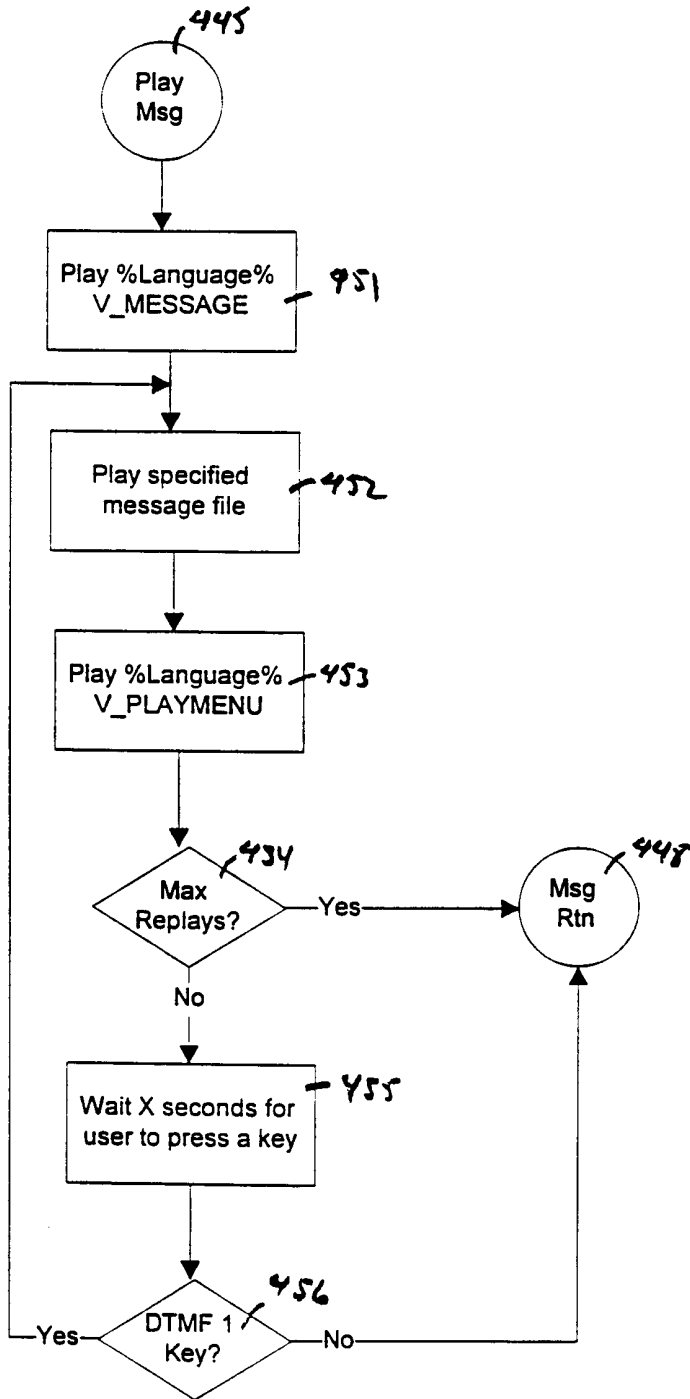 445
Play
Msg
Play %Language%
V_MESSAGE
451
Play specified
message file
452
Play %Language%
V_PLAYMENU
453
Max
Replays?
434
Yes
Msg
Rtn
448
No
Wait X seconds for
user to press a key
455
DTMF 1
Key?
456
Yes
No